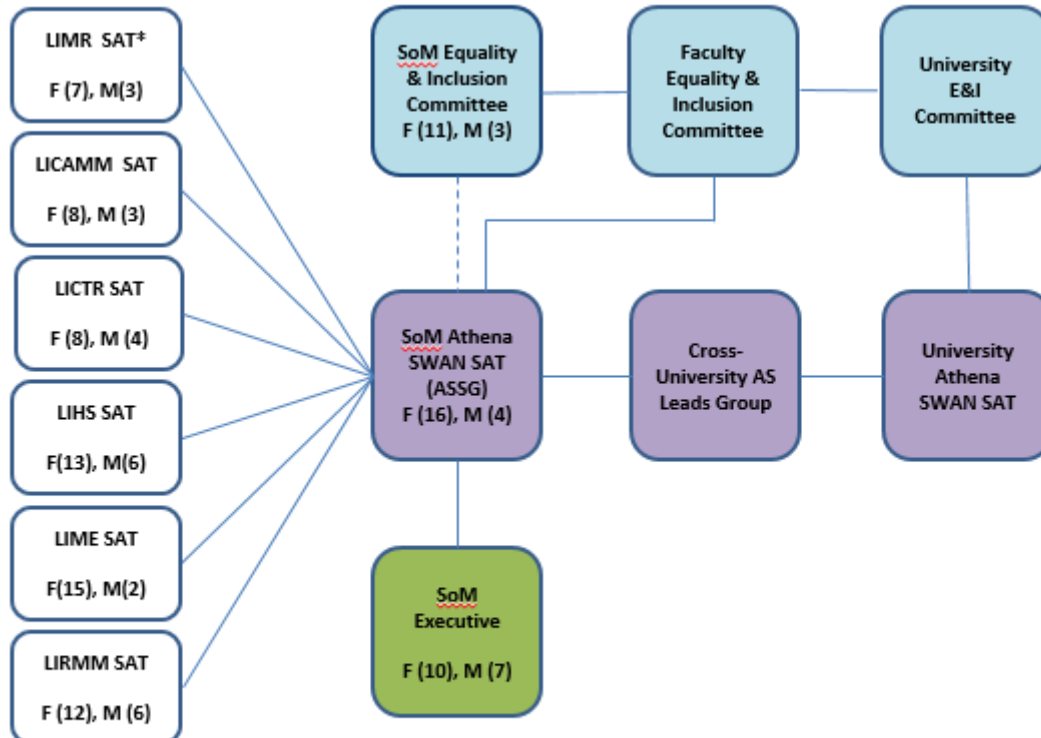 LIMR SAT*
F (7), M(3)
LICAMM SAT
F (8), M (3)
LICTR SAT
F (8), M (4)
LIHS SAT
F(13), M(6)
LIME SAT
F(15), M(2)
LIRMM SAT
F (12), M (6)
SoM Equality
& Inclusion
Committee
F (11), M (3)
Faculty
Equality &
Inclusion
Committee
University
E&I
Committee
SoM Athena
SWAN SAT
(ASSG)
F (16), M (4)
Cross-
University AS
Leads Group
University
Athena
SWAN SAT
SoM
Executive
F (10), M (7)